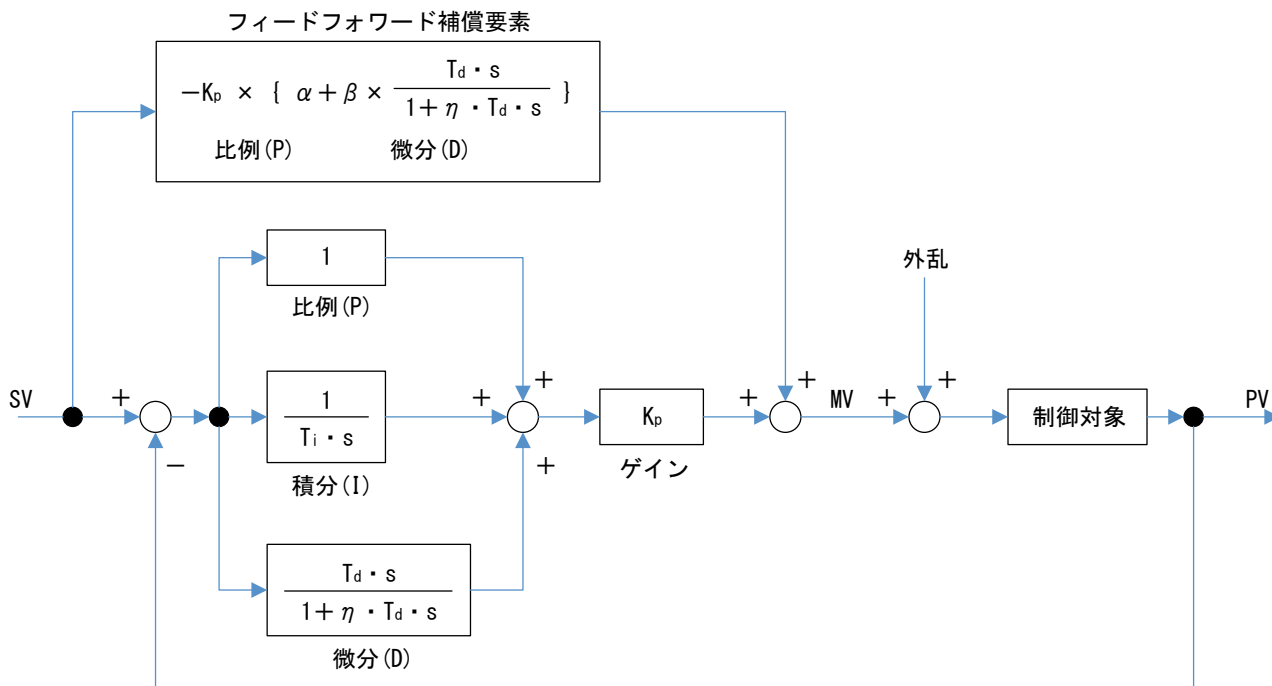 フィードフォワード補償要素
−Kp × { α＋β× Td・s / 1＋η・Td・s }
比例(P) 微分(D)
1
比例(P)
外乱
SV
＋
－
1 / Ti・s
積分(I)
＋
＋
＋
Kp
ゲイン
＋
＋
MV
＋
＋
制御対象
PV
Td・s / 1＋η・Td・s
微分(D)